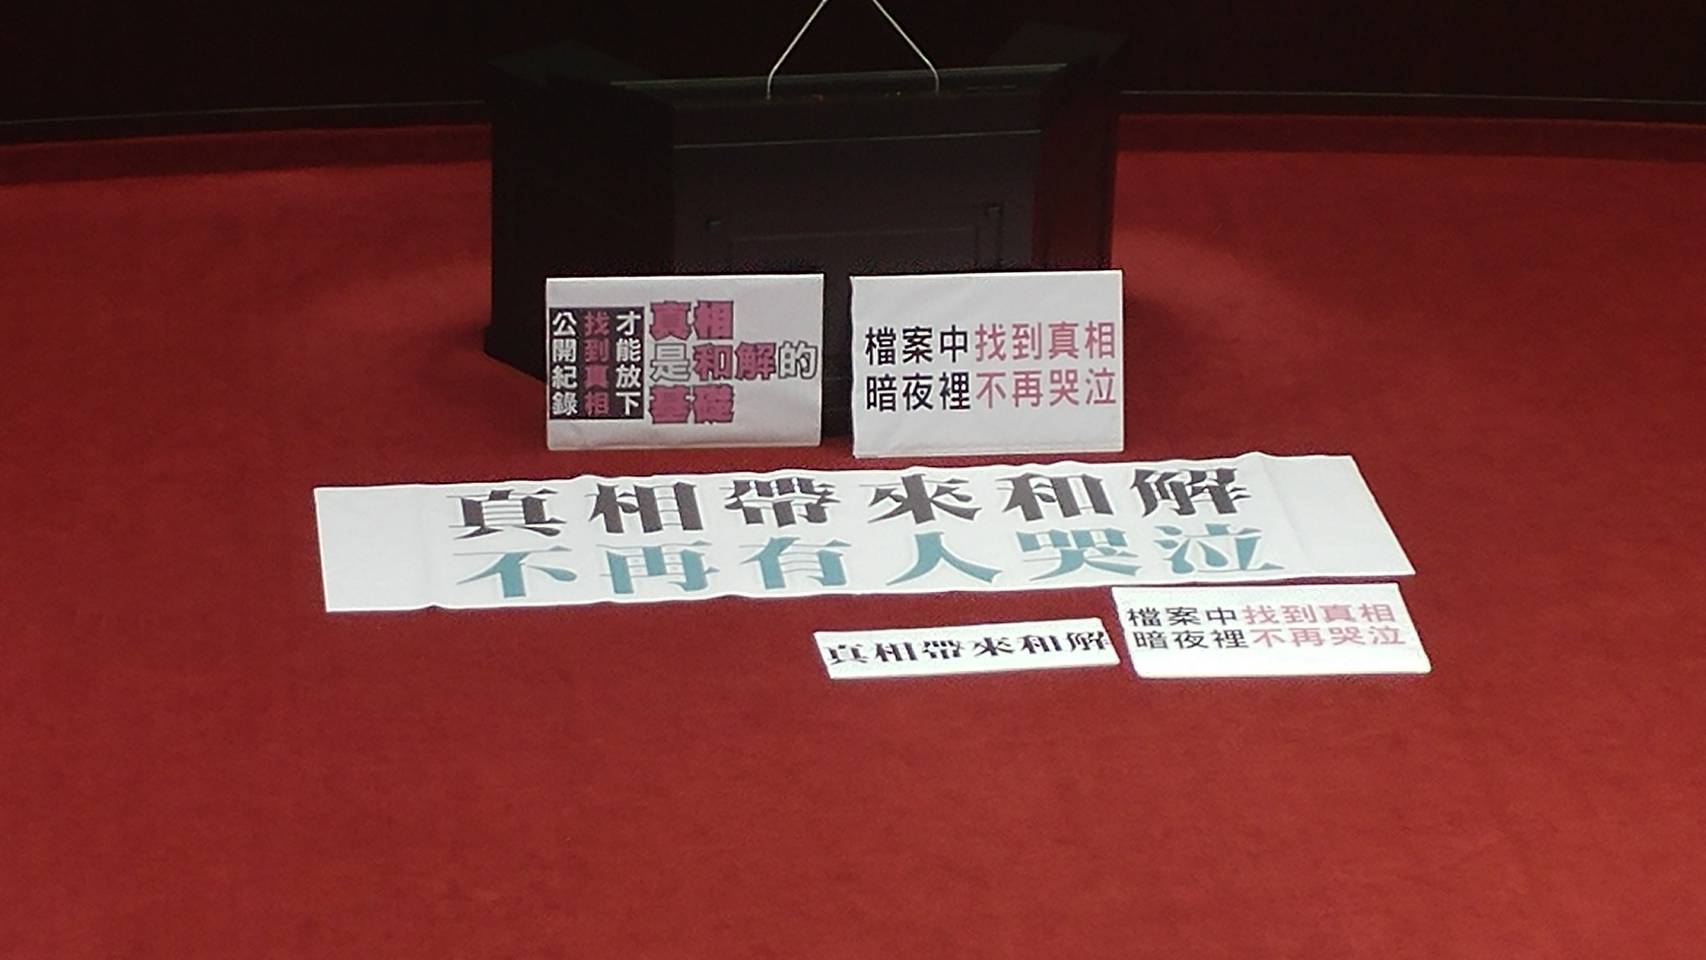 公開紀錄
找到真相
才能放下
真相
是和解的
基礎
檔案中找到真相
暗夜裡不再哭泣
真相帶來和解
不再有人哭泣
真相帶來和解
檔案中找到真相
暗夜裡不再哭泣